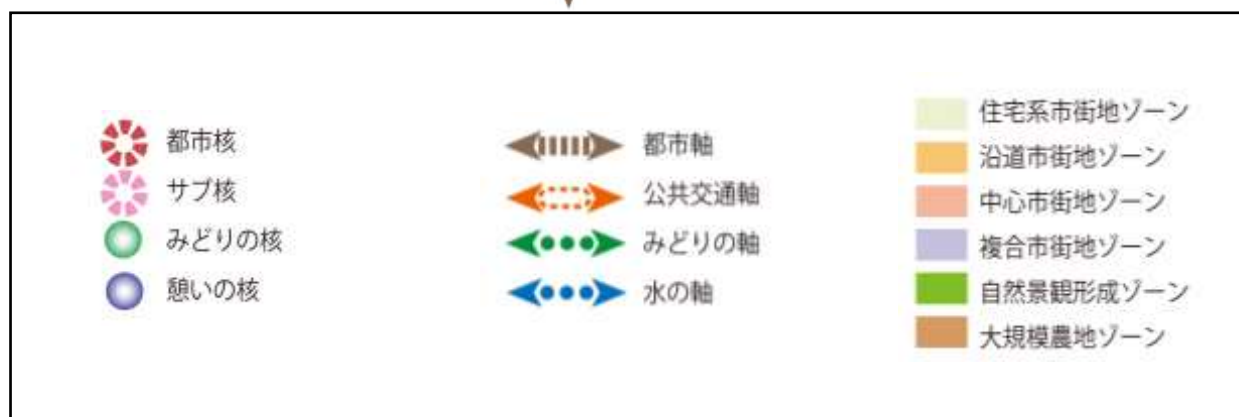 都市核
サブ核
みどりの核
憩いの核
都市軸
公共交通軸
みどりの軸
水の軸
住宅系市街地ゾーン
沿道市街地ゾーン
中心市街地ゾーン
複合市街地ゾーン
自然景観形成ゾーン
大規模農地ゾーン